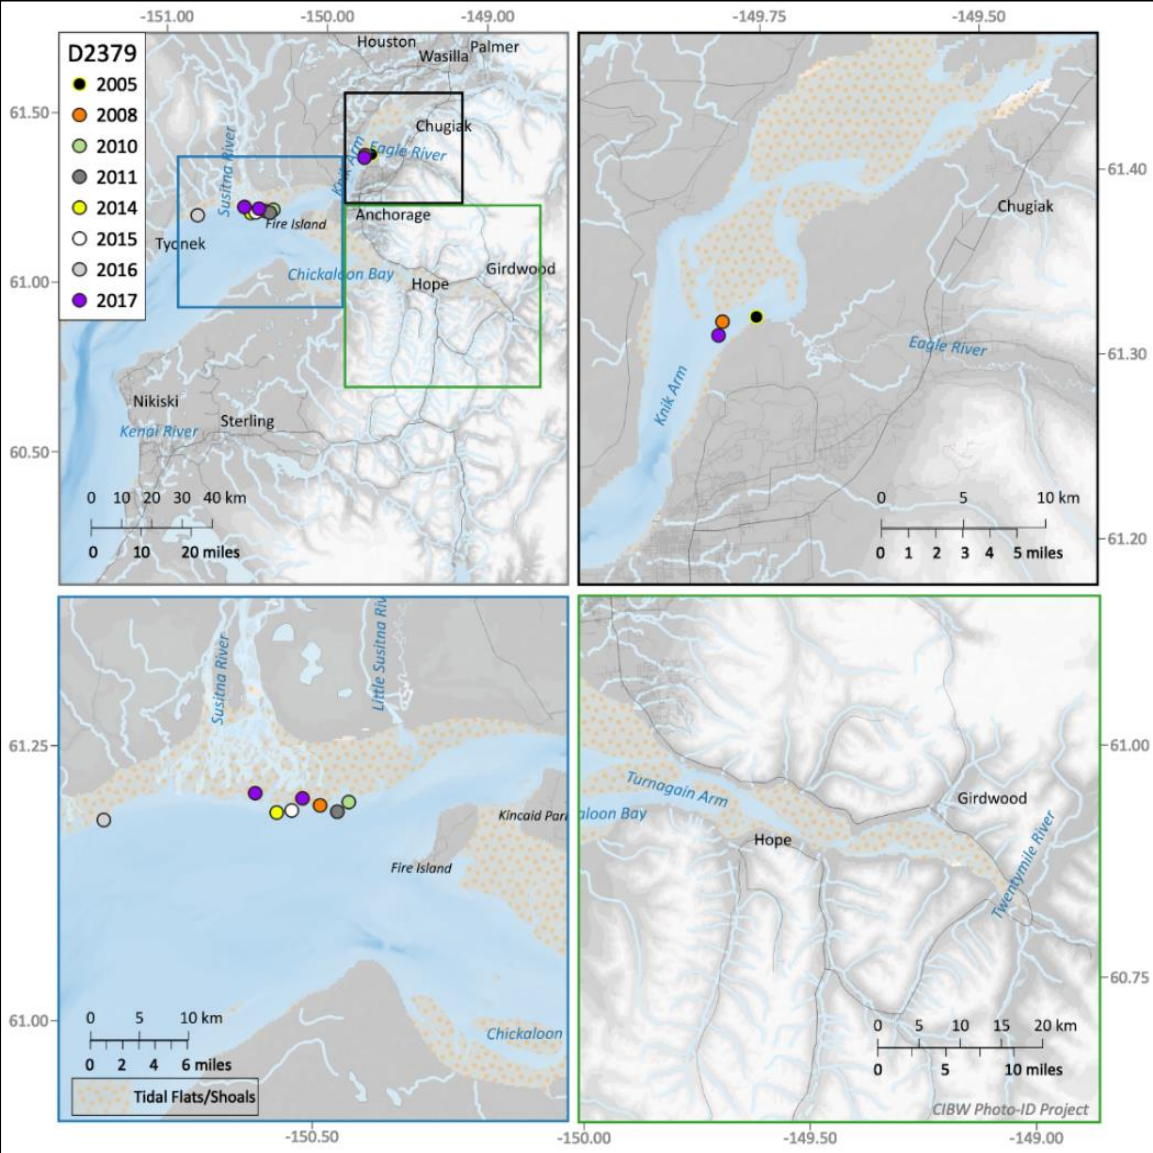 -151.00 -150.00 -149.00 -149.75 -149.50
D2379
2005
2008
2010
2011
2014
2015
2016
2017
61.50
61.00
60.50
Houston
Wasilla
Palmer
Chugiak
Susitna River
Knik Arm
Eagle River
Anchorage
Fire Island
Tyonek
Chickaloon Bay
Girdwood
Hope
Nikiski
Kenai River
Sterling
0 10 20 30 40 km
0 10 20 miles
61.40
61.30
61.20
Chugiak
Eagle River
Knik Arm
0 5 10 km
0 1 2 3 4 5 miles
61.25
61.00
Susitna River
Little Susitna Riv
Kincaid Par
Fire Island
Chickaloon
0 5 10 km
0 2 4 6 miles
Tidal Flats/Shoals
-150.50
61.00
60.75
Turnagain Arm
aloon Bay
Girdwood
Hope
Twentymile River
0 5 10 15 20 km
0 5 10 miles
CIBW Photo-ID Project
-150.00 -149.50 -149.00